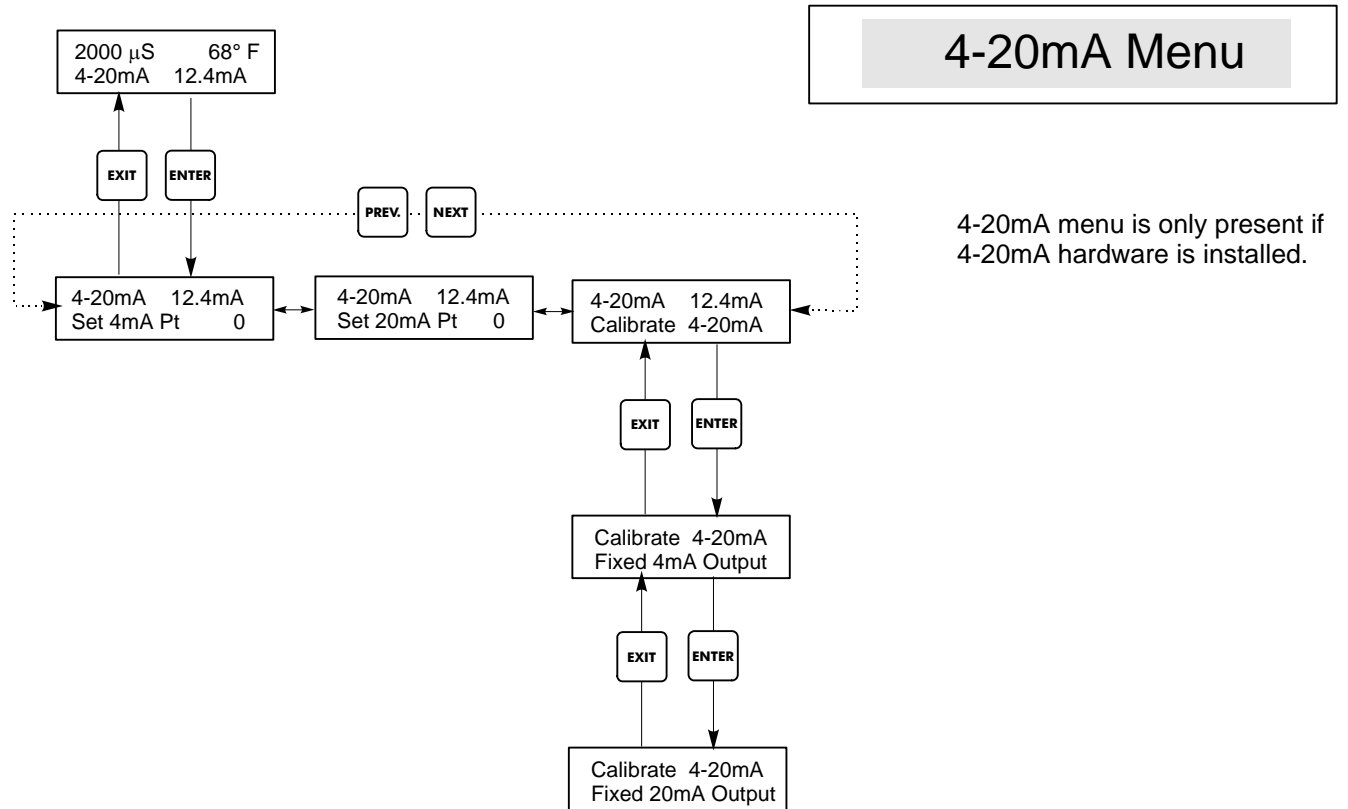 4-20mA Menu
2000 μS 68° F
4-20mA 12.4mA
EXIT
ENTER
PREV.
NEXT
4-20mA menu is only present if
4-20mA hardware is installed.
4-20mA 12.4mA
Set 4mA Pt 0
4-20mA 12.4mA
Set 20mA Pt 0
4-20mA 12.4mA
Calibrate 4-20mA
EXIT
ENTER
Calibrate 4-20mA
Fixed 4mA Output
EXIT
ENTER
Calibrate 4-20mA
Fixed 20mA Output